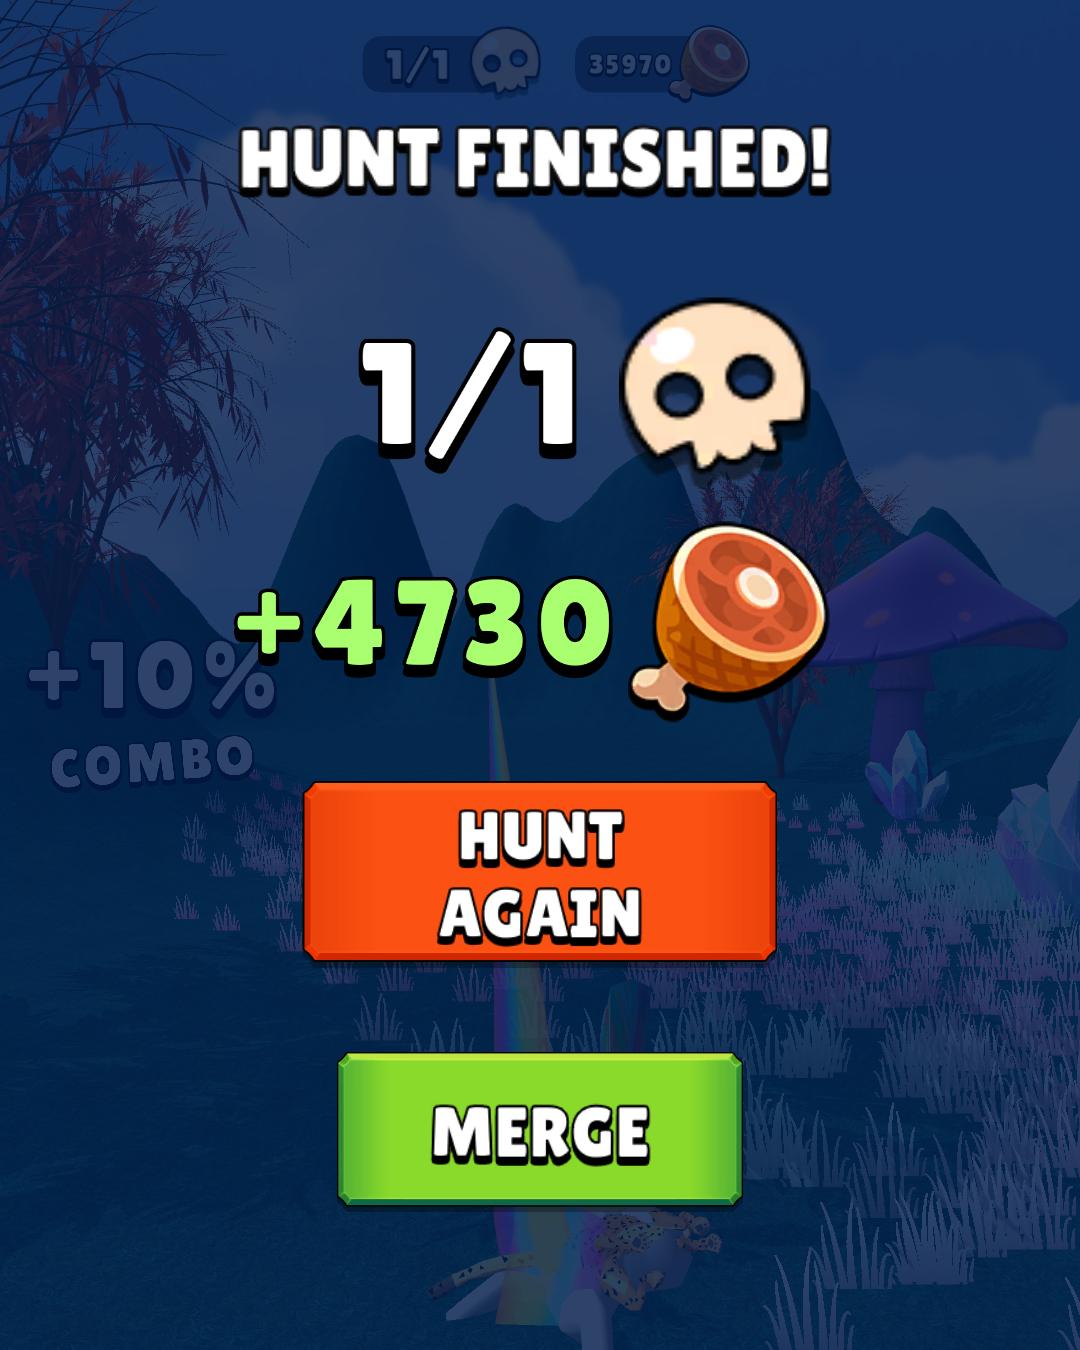 1/1 35970
HUNT FINISHED!
1/1
+4730
+10%
COMBO
HUNT
AGAIN
MERGE